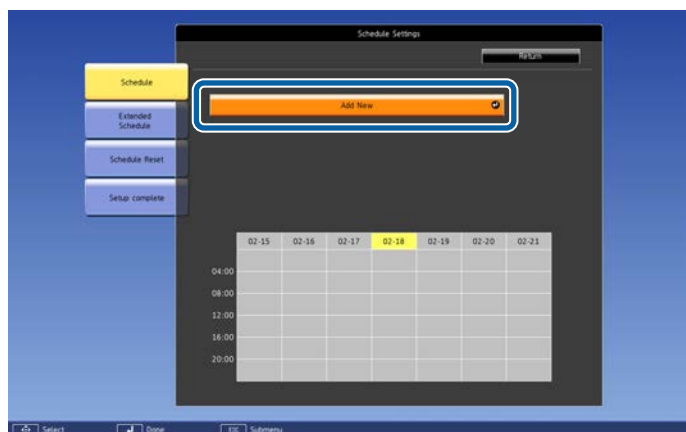 Schedule Settings
Return
Schedule
Add New
Extended
Schedule
Schedule Reset
Setup complete
02-15 02-16 02-17 02-18 02-19 02-20 02-21
04:00
08:00
12:00
16:00
20:00
Select Done ESC Submenu